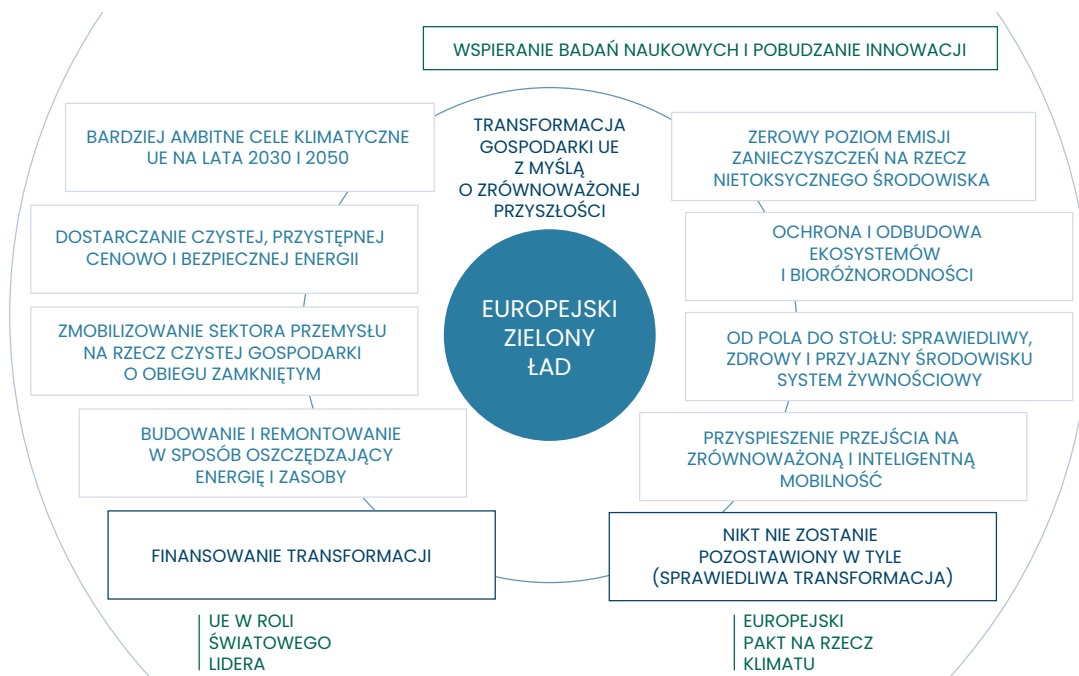 WSPIERANIE BADAŃ NAUKOWYCH I POBUDZANIE INNOWACJI
TRANSFORMACJA
GOSPODARKI UE
Z MYŚLĄ
O ZRÓWNOWAŻONEJ
PRZYSZŁOŚCI
BARDZIEJ AMBITNE CELE KLIMATYCZNE
UE NA LATA 2030 I 2050
DOSTARCZANIE CZYSTEJ, PRZYSTĘPNEJ
CENOWO I BEZPIECZNEJ ENERGII
ZMOBILIZOWANIE SEKTORA PRZEMYSŁU
NA RZECZ CZYSTEJ GOSPODARKI
O OBIEGU ZAMKNIĘTYM
BUDOWANIE I REMONTOWANIE
W SPOSÓB OSZCZĘDZAJĄCY
ENERGIĘ I ZASOBY
EUROPEJSKI
ZIELONY
ŁAD
ZEROWY POZIOM EMISJI
ZANIECZYSZCZEŃ NA RZECZ
NIETOKSYCZNEGO ŚRODOWISKA
OCHRONA I ODBUDOWA
EKOSYSTEMÓW
I BIORÓŻNORODNOŚCI
OD POLA DO STOŁU: SPRAWIEDLIWY,
ZDROWY I PRZYJAZNY ŚRODOWISKU
SYSTEM ŻYWNOŚCIOWY
PRZYSPIESZENIE PRZEJŚCIA NA
ZRÓWNOWAŻONĄ I INTELIGENTNĄ
MOBILNOŚĆ
FINANSOWANIE TRANSFORMACJI
NIKT NIE ZOSTANIE
POZOSTAWIONY W TYLE
(SPRAWIEDLIWA TRANSFORMACJA)
UE W ROLI
ŚWIATOWEGO
LIDERA
EUROPEJSKI
PAKT NA RZECZ
KLIMATU